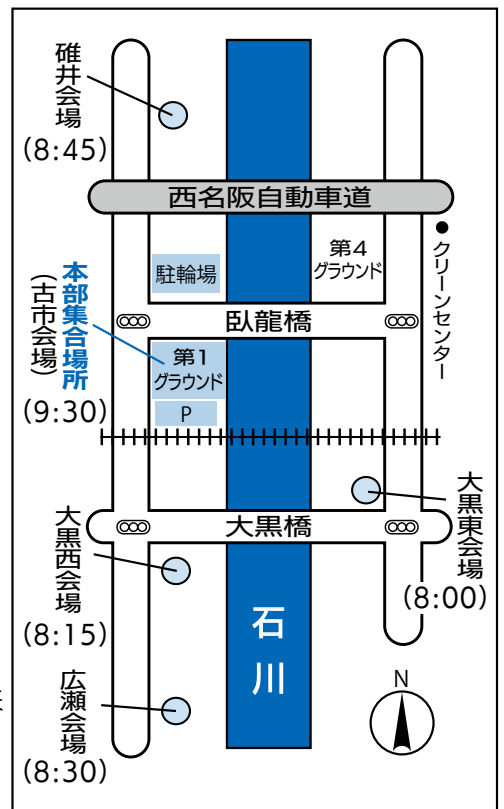 碓井会場
(8:45)
西名阪自動車道
駐輪場
第4
グラウンド
クリーンセンター
臥龍橋
本部集合場所
(古市会場)
(9:30)
第1
グラウンド
P
大黒橋
大黒東会場
(8:00)
大黒西会場
(8:15)
石川
広瀬会場
(8:30)
N